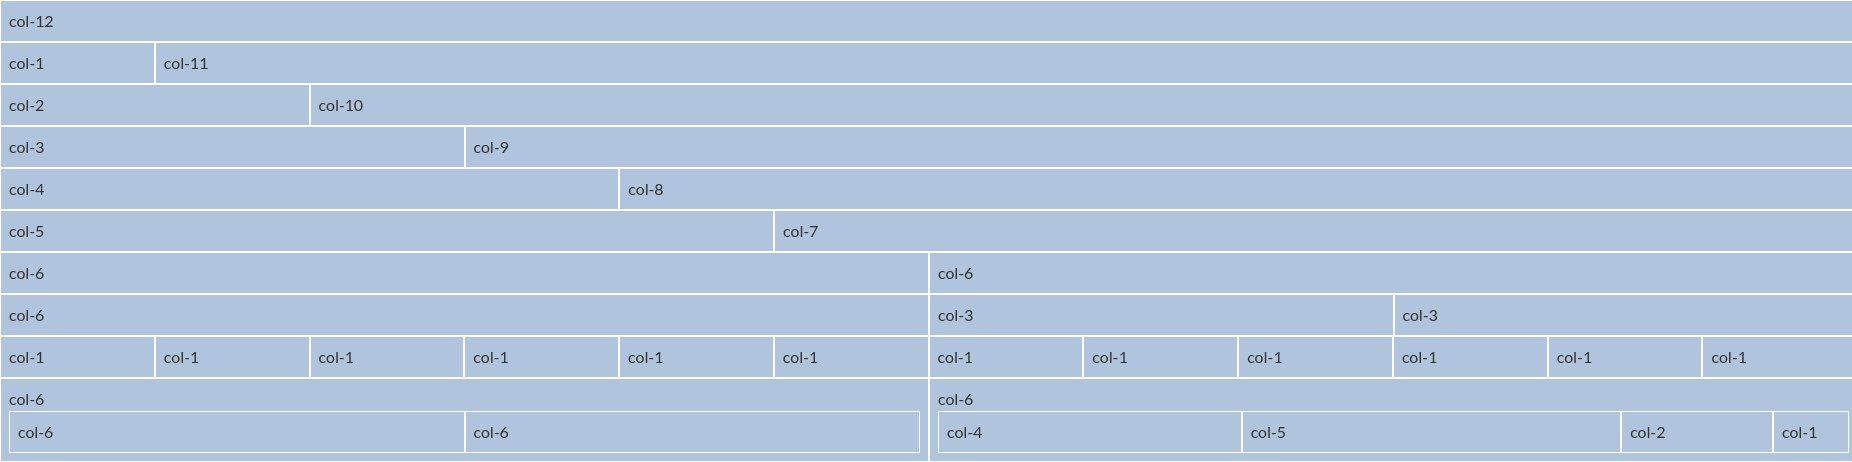 col-12
col-1 col-11
col-2 col-10
col-3 col-9
col-4 col-8
col-5 col-7
col-6 col-6
col-6 col-3 col-3
col-1 col-1 col-1 col-1 col-1 col-1 col-1 col-1 col-1 col-1 col-1 col-1
col-6 col-6
col-6 col-6 col-4 col-5 col-2 col-1